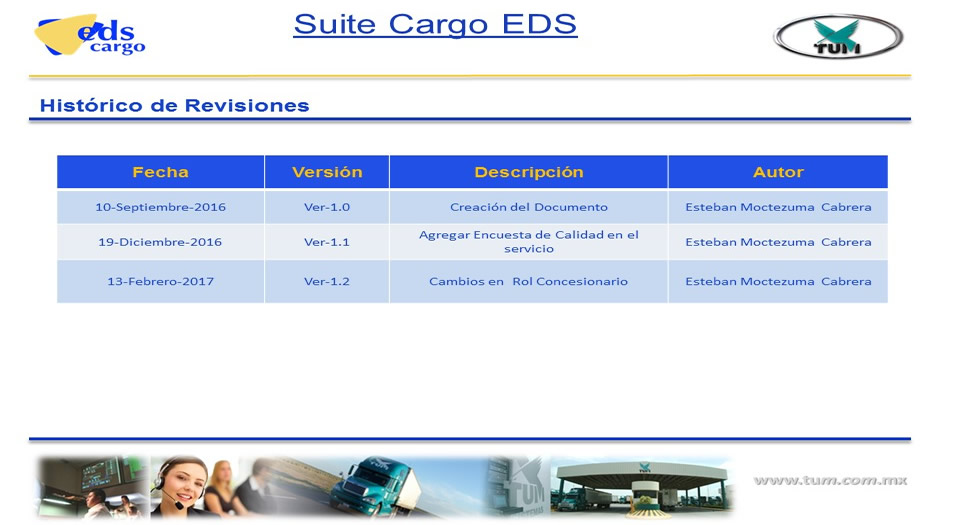 Suite Cargo EDS
eds
cargo
TUM
Histórico de Revisiones
Fecha Versión Descripción Autor
10-Septiembre-2016 Ver-1.0 Creación del Documento Esteban Moctezuma Cabrera
19-Diciembre-2016 Ver-1.1 Agregar Encuesta de Calidad en el
servicio Esteban Moctezuma Cabrera
13-Febrero-2017 Ver-1.2 Cambios en Rol Concesionario Esteban Moctezuma Cabrera
TUM
www.tum.com.mx